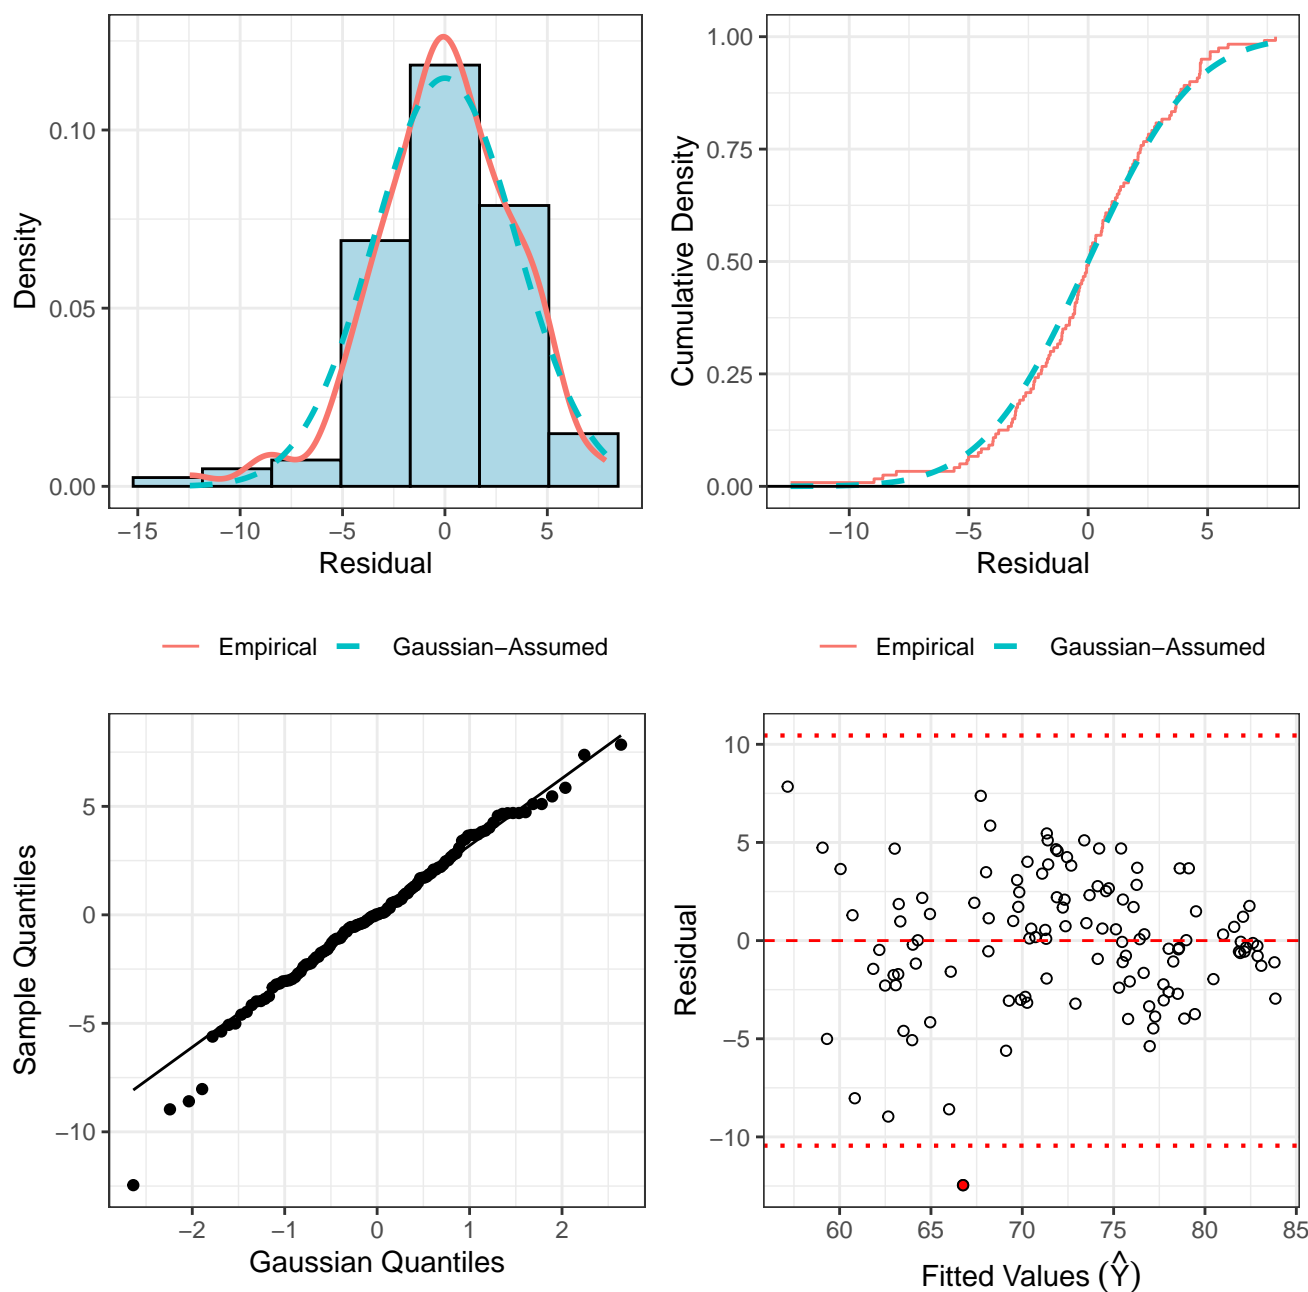 Density
0.10
0.05
0.00
−15 −10 −5 0 5
Residual
Empirical Gaussian−Assumed
Cumulative Density
1.00
0.75
0.50
0.25
0.00
−10 −5 0 5
Residual
Empirical Gaussian−Assumed
Sample Quantiles
5
0
−5
−10
−2 −1 0 1 2
Gaussian Quantiles
Residual
10
5
0
−5
−10
60 65 70 75 80 85
Fitted Values (Ŷ)